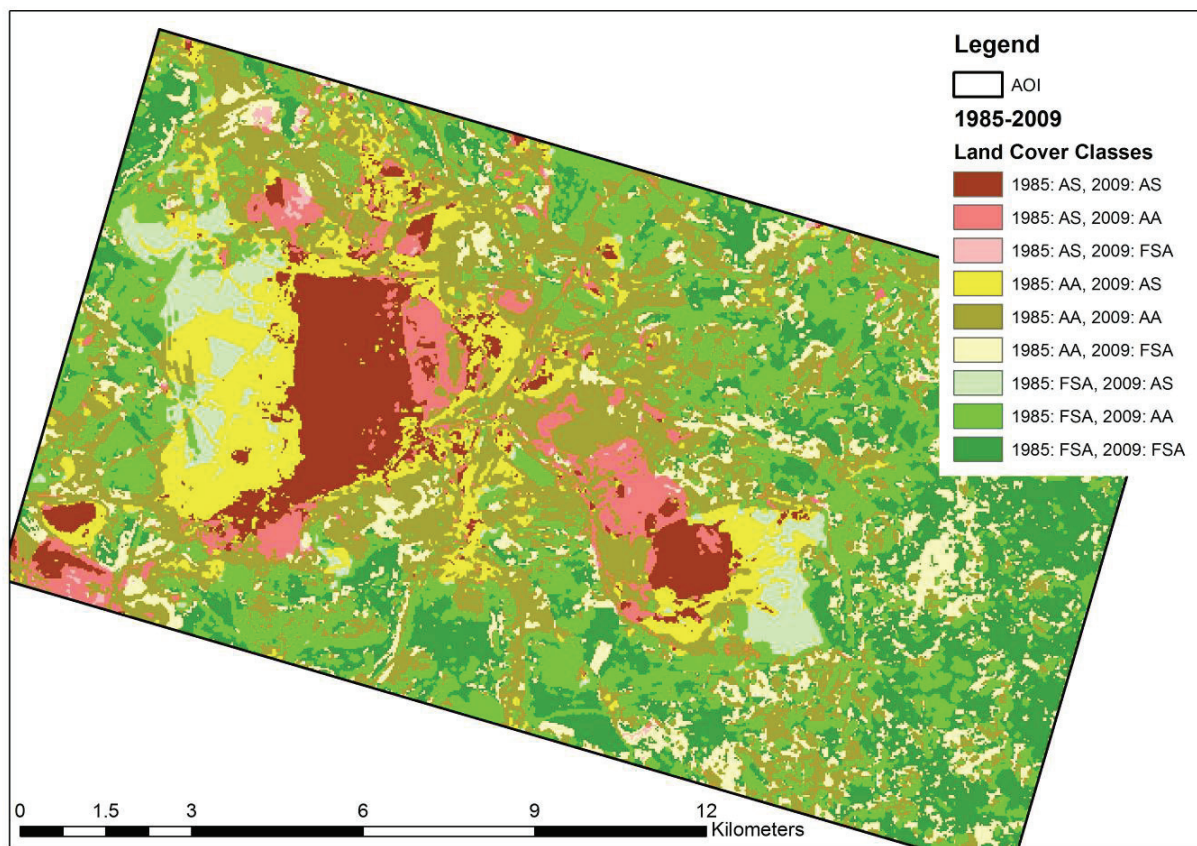 Legend
AOI
1985-2009
Land Cover Classes
1985: AS, 2009: AS
1985: AS, 2009: AA
1985: AS, 2009: FSA
1985: AA, 2009: AS
1985: AA, 2009: AA
1985: AA, 2009: FSA
1985: FSA, 2009: AS
1985: FSA, 2009: AA
1985: FSA, 2009: FSA
0 1.5 3 6 9 12
Kilometers